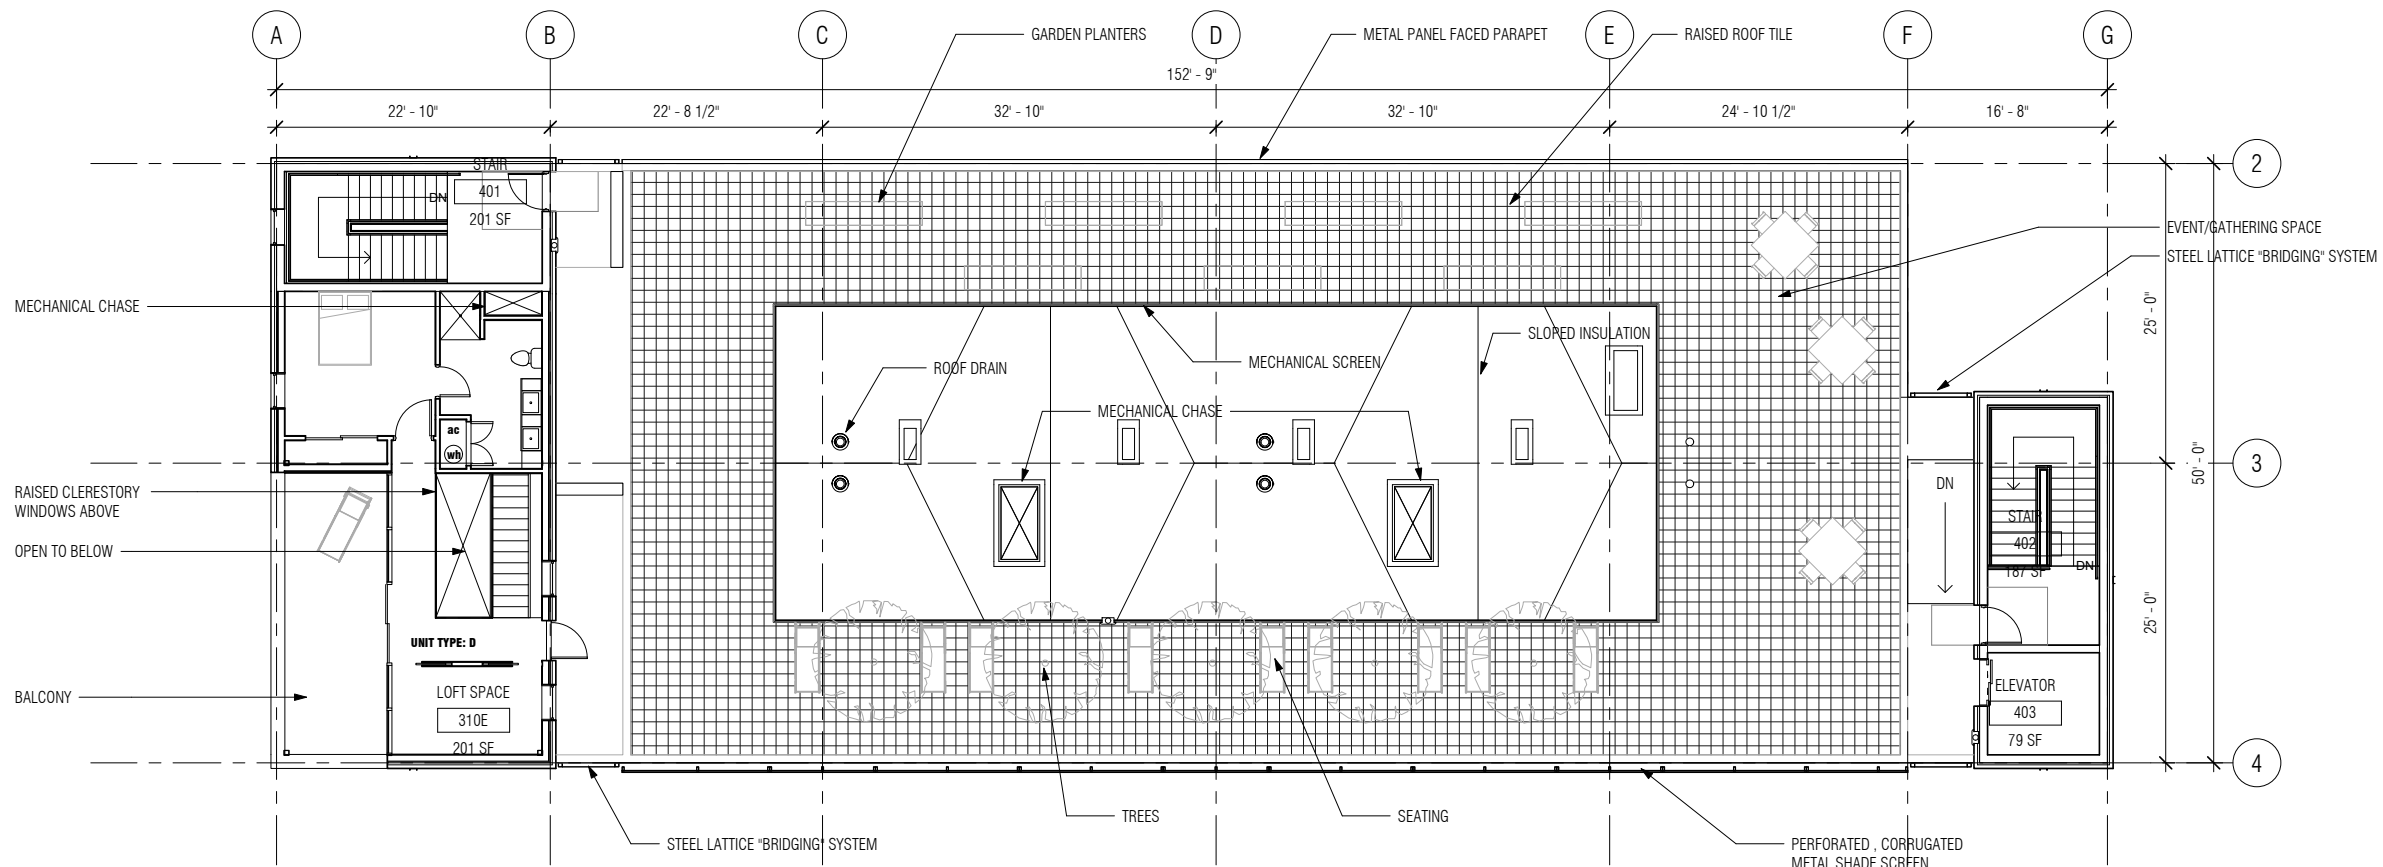 A
B
C
D
E
F
G
GARDEN PLANTERS
METAL PANEL FACED PARAPET
RAISED ROOF TILE
152' - 9"
22' - 10"
22' - 8 1/2"
32' - 10"
32' - 10"
24' - 10 1/2"
16' - 8"
STAIR
401
201 SF
DN
2
EVENT/GATHERING SPACE
STEEL LATTICE "BRIDGING" SYSTEM
MECHANICAL CHASE
25' - 0"
SLOPED INSULATION
MECHANICAL SCREEN
ROOF DRAIN
MECHANICAL CHASE
ac
wh
3
50' - 0"
RAISED CLERESTORY
WINDOWS ABOVE
DN
STAIR
402
187 SF
DN
OPEN TO BELOW
25' - 0"
UNIT TYPE: D
LOFT SPACE
310E
201 SF
BALCONY
ELEVATOR
403
79 SF
4
TREES
SEATING
STEEL LATTICE "BRIDGING" SYSTEM
PERFORATED , CORRUGATED
METAL SHADE SCREEN